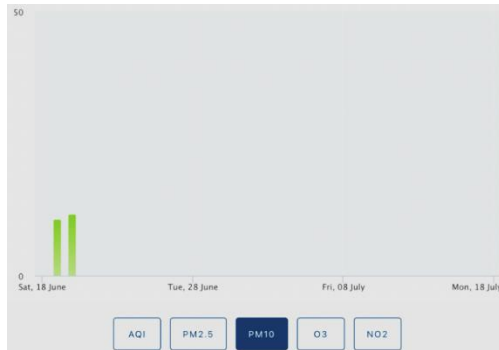 50
0
Sat, 18 June Tue, 28 June Fri, 08 July Mon, 18 July
AQI PM2.5 PM10 O3 NO2